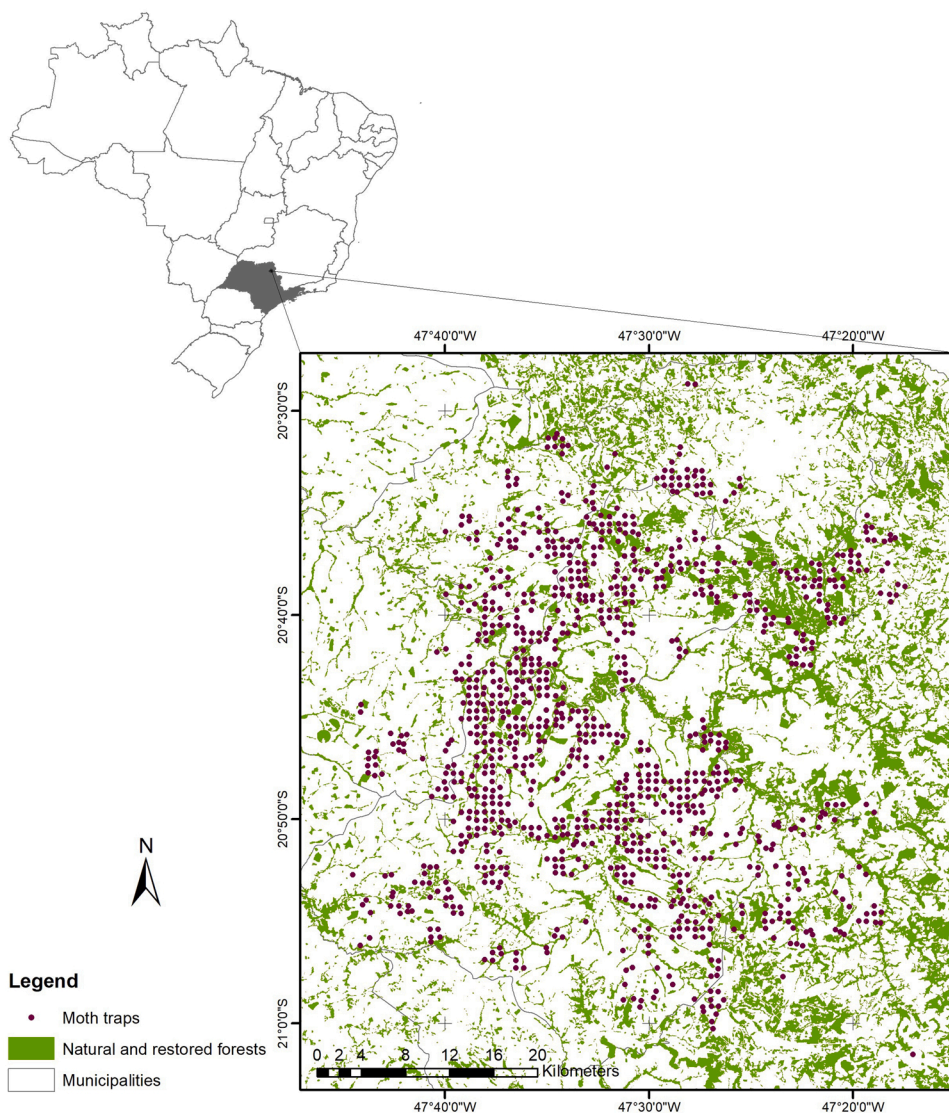 47°40'0"W 47°30'0"W 47°20'0"W
20°30'0"S
20°40'0"S
20°50'0"S
21°0'0"S
N
Legend
Moth traps
Natural and restored forests
Municipalities
0 2 4 8 12 16 20
Kilometers
47°40'0"W 47°30'0"W 47°20'0"W